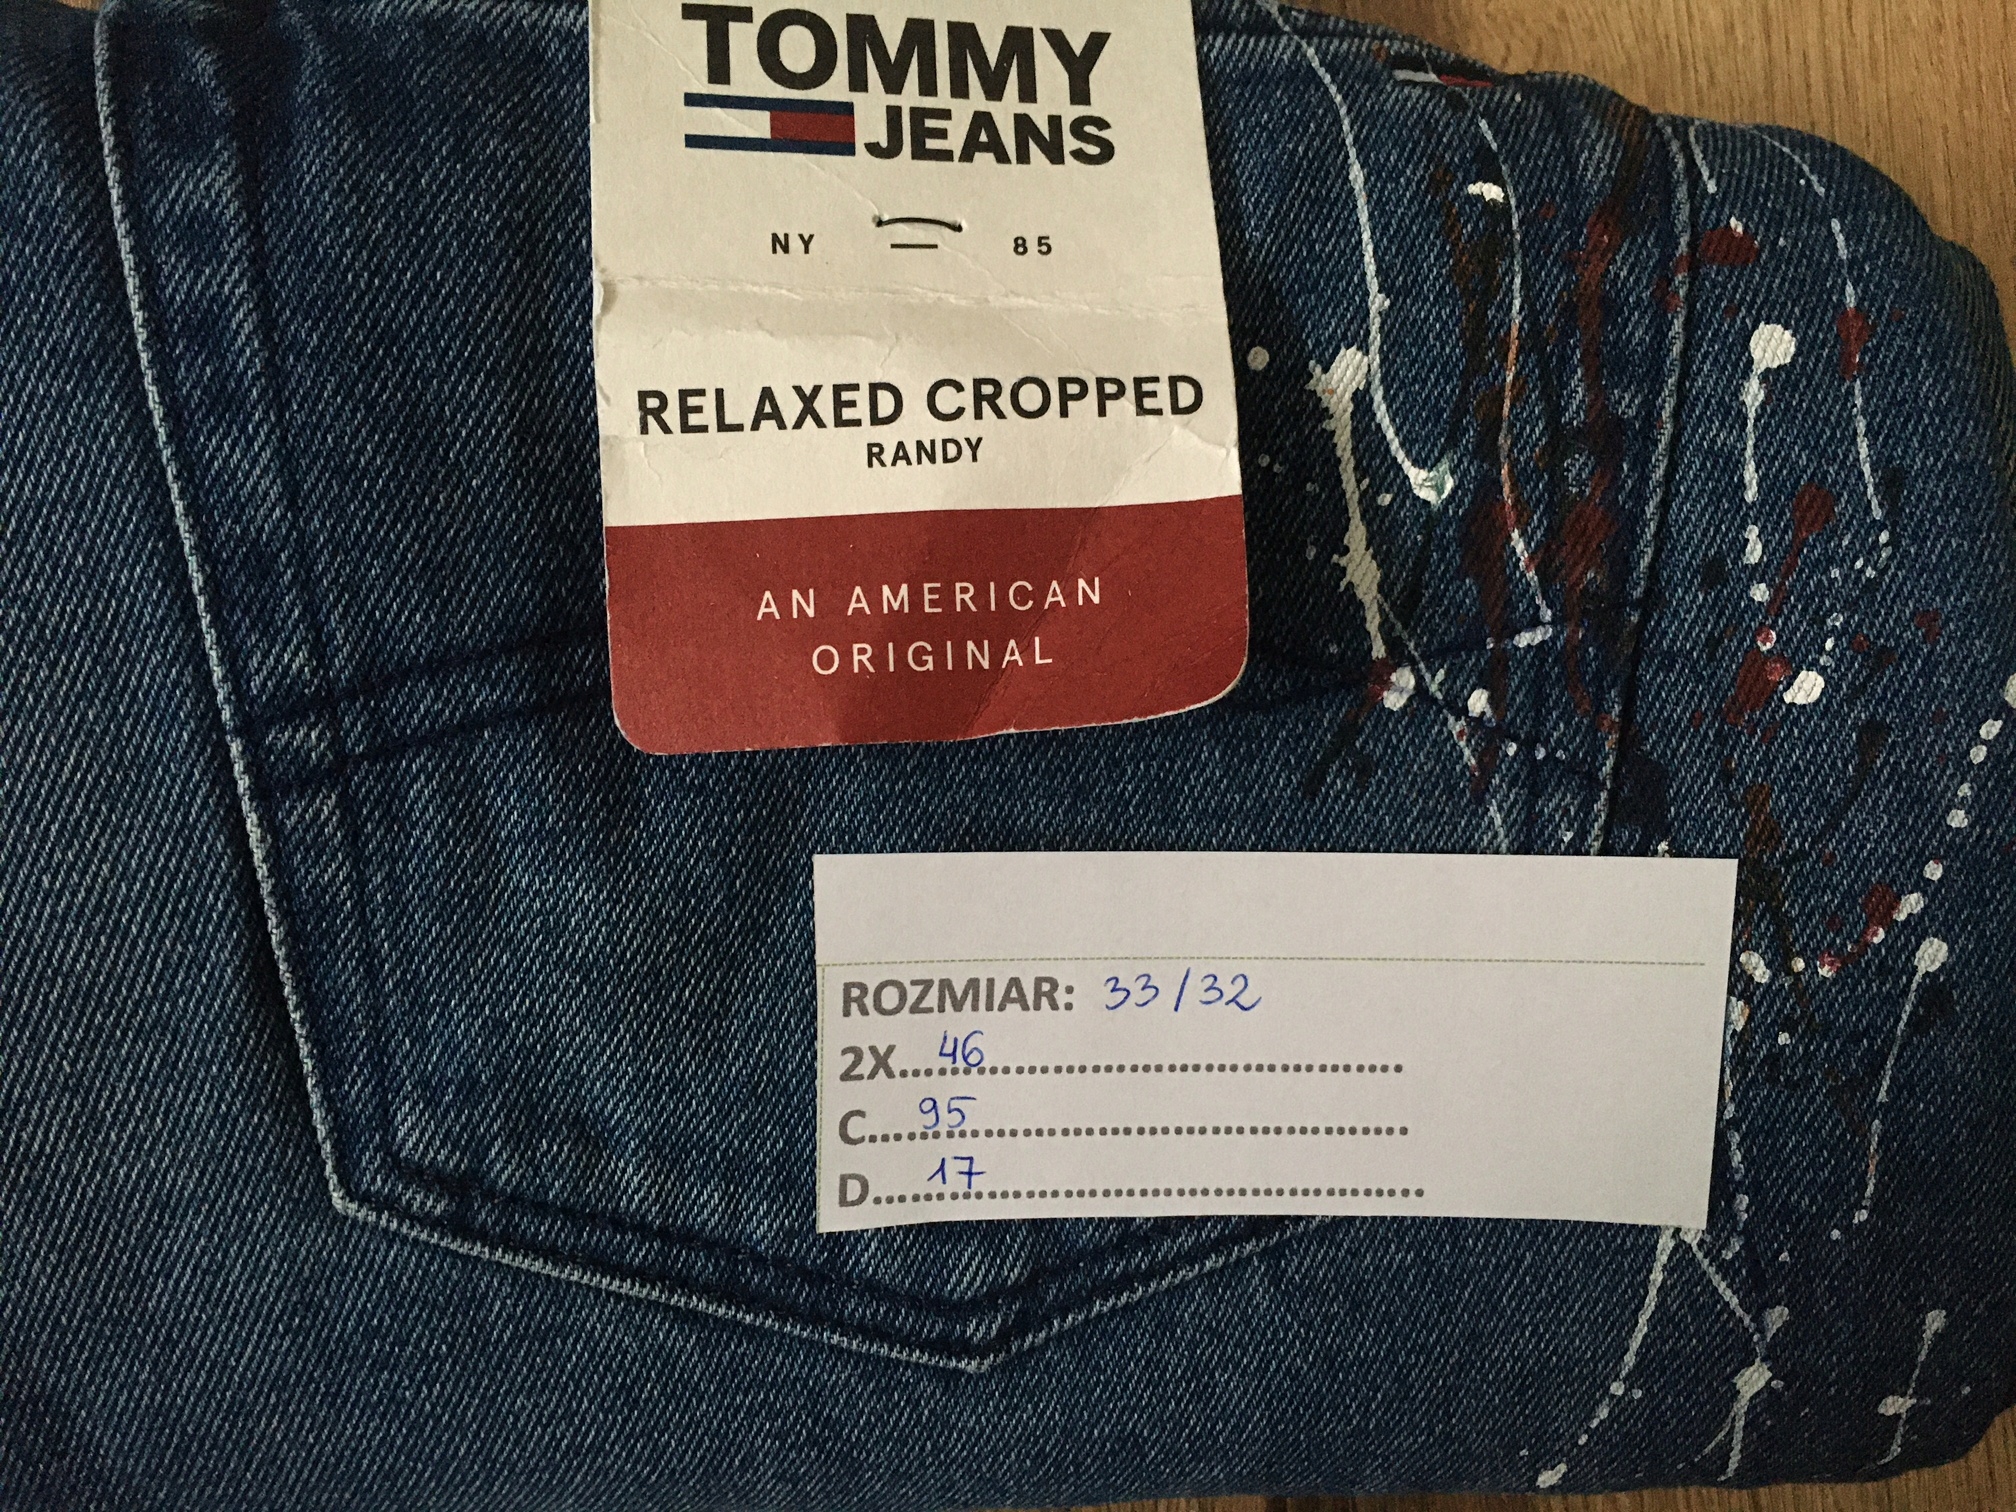 TOMMY
JEANS
NY — 85
RELAXED CROPPED
RANDY
AN AMERICAN
ORIGINAL
ROZMIAR: 33/32
2X....46..............................................
C....95..............................................
D....17..............................................